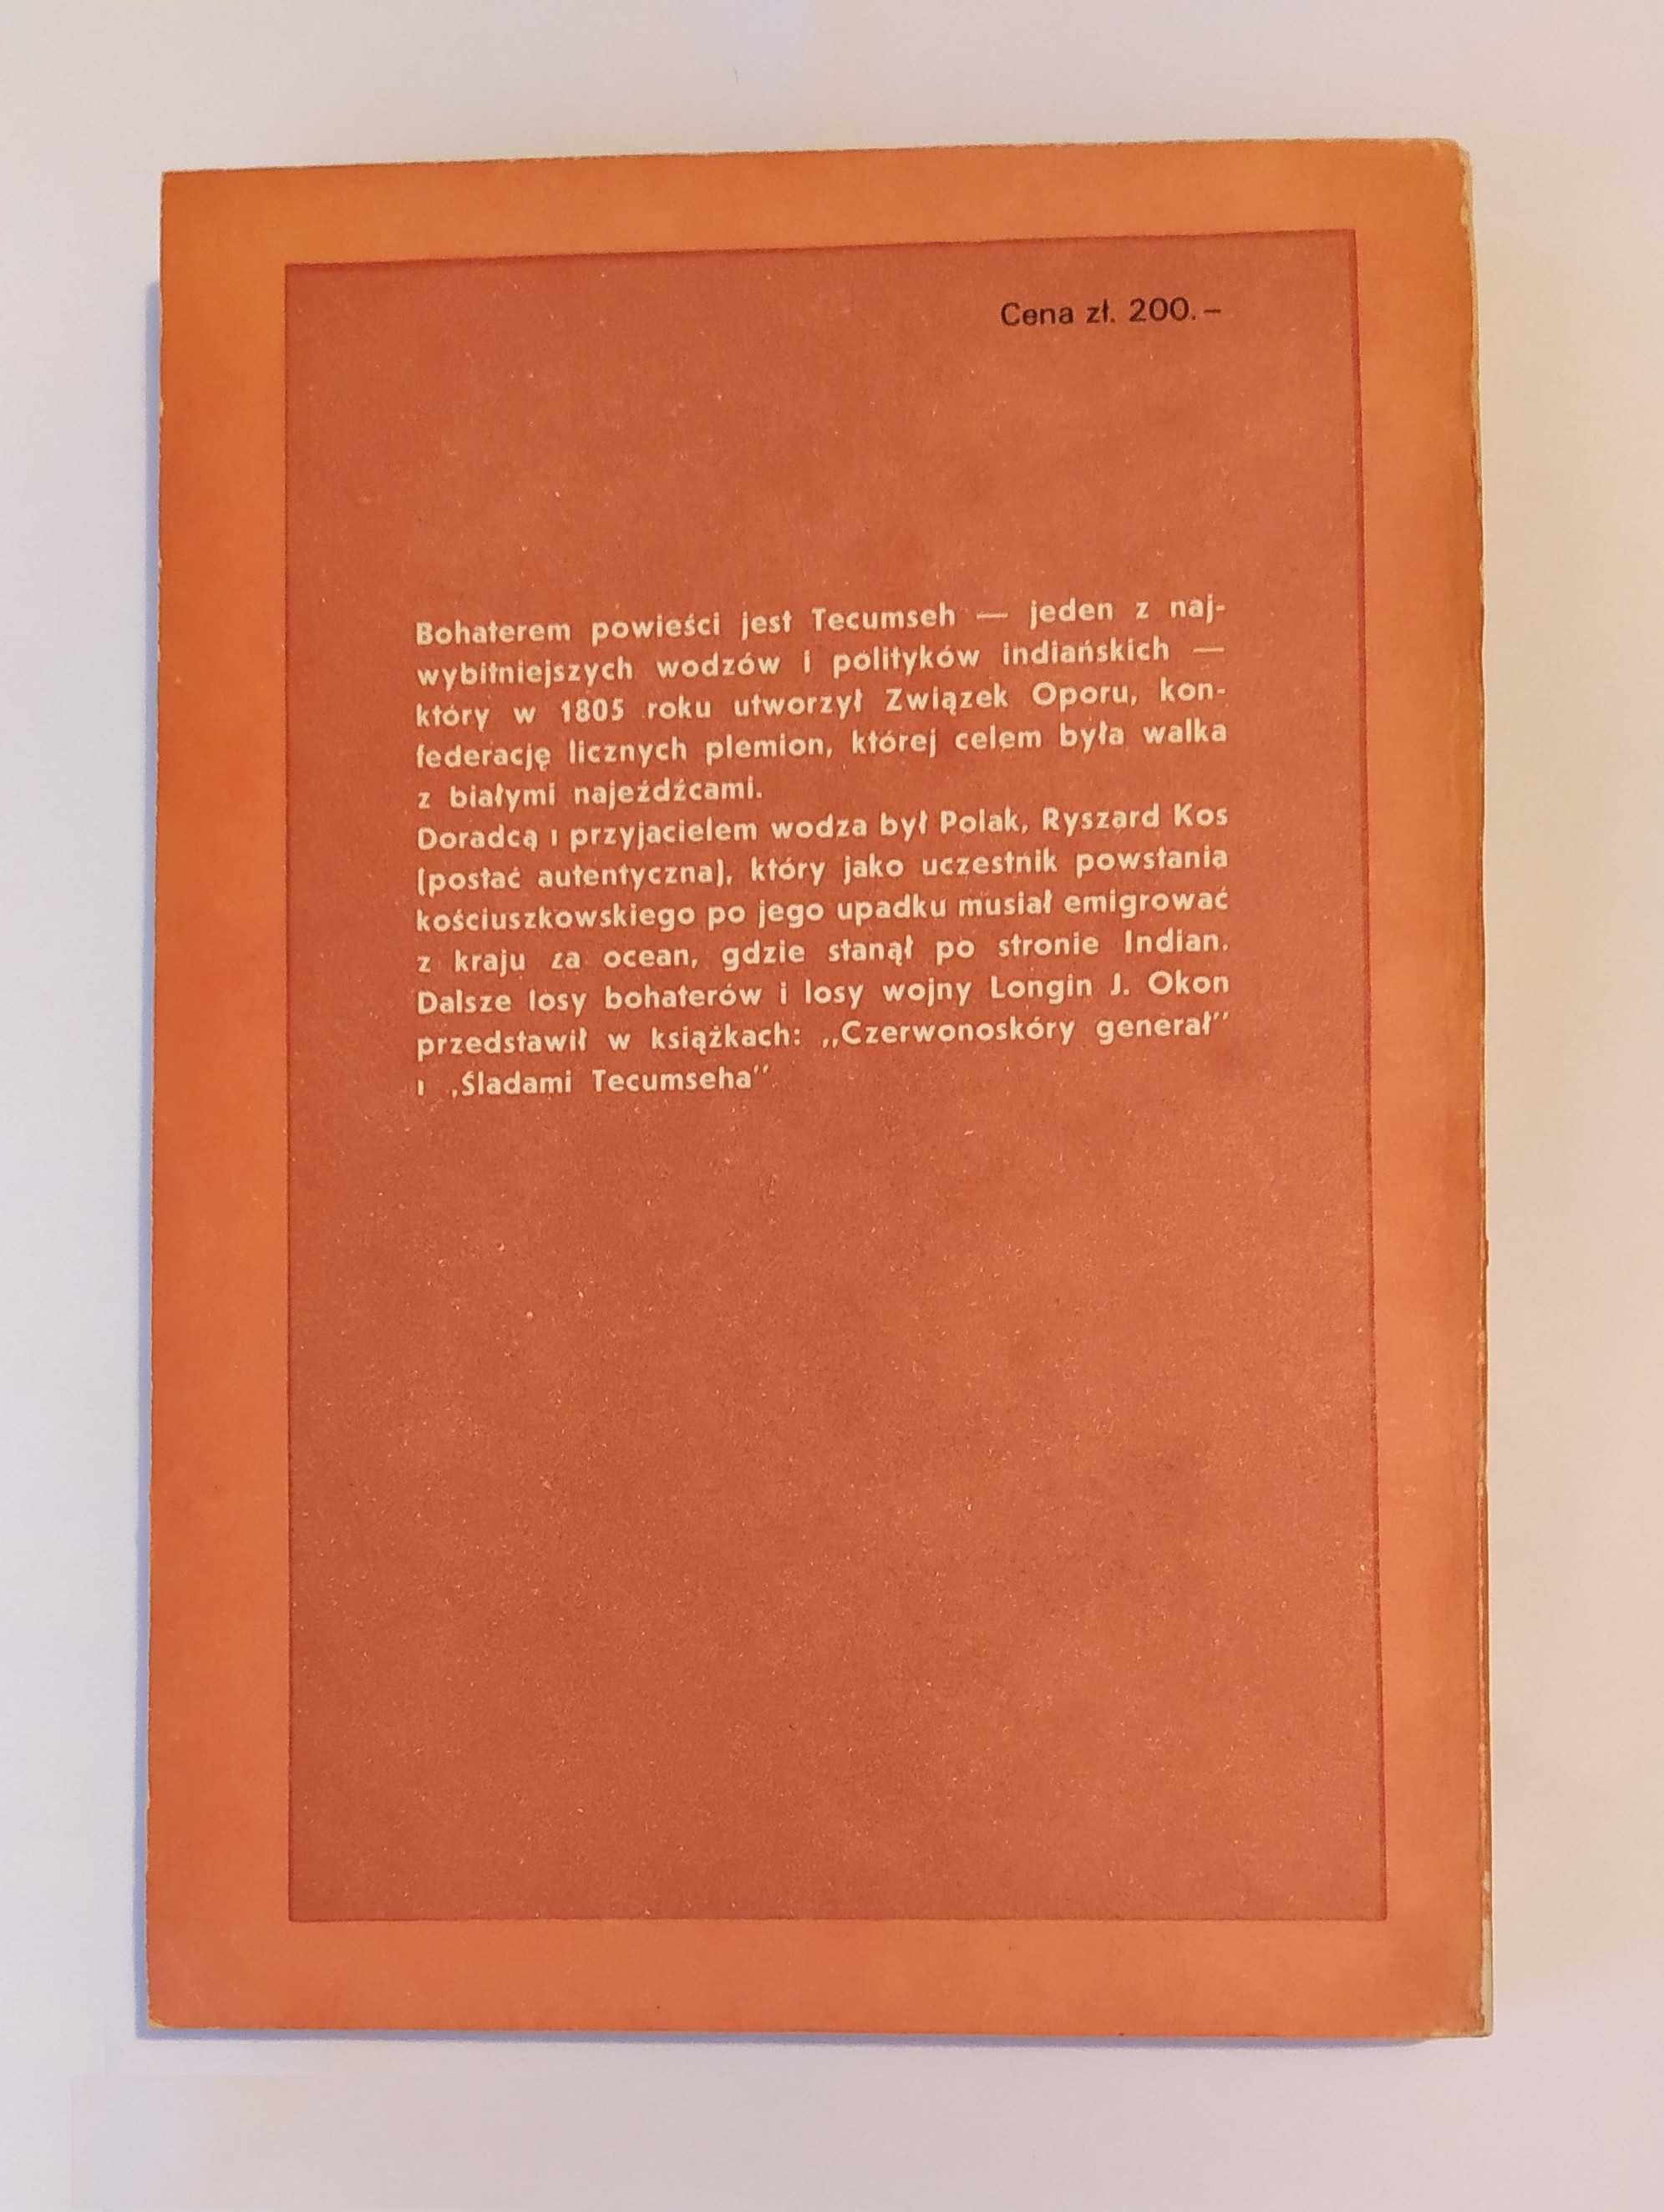 Cena zł. 200.–
Bohaterem powieści jest Tecumseh — jeden z naj-
wybitniejszych wodzów i polityków indiańskich —
który w 1805 roku utworzył Związek Oporu, kon-
federację licznych plemion, której celem była walka
z białymi najeźdźcami.
Doradcą i przyjacielem wodza był Polak, Ryszard Kos
(postać autentyczna), który jako uczestnik powstania
kościuszkowskiego po jego upadku musiał emigrować
z kraju za ocean, gdzie stanął po stronie Indian.
Dalsze losy bohaterów i losy wojny Longin J. Okon
przedstawił w książkach: „Czerwonoskóry generał”
i „Śladami Tecumseha”